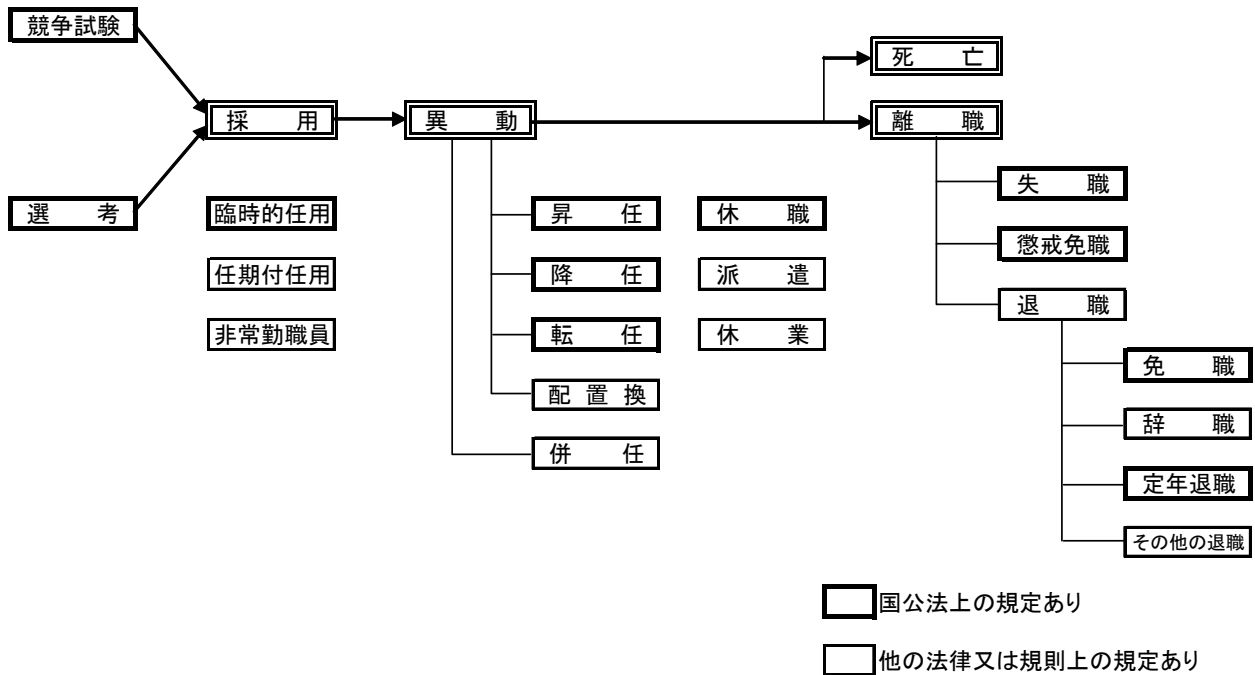 競争試験
死　亡
採　用
異　動
離　職
失　職
選　考
臨時的任用
昇　任
休　職
懲戒免職
任期付任用
降　任
派　遣
退　職
非常勤職員
転　任
休　業
免　職
配 置 換
辞　職
併　任
定年退職
その他の退職
国公法上の規定あり
他の法律又は規則上の規定あり